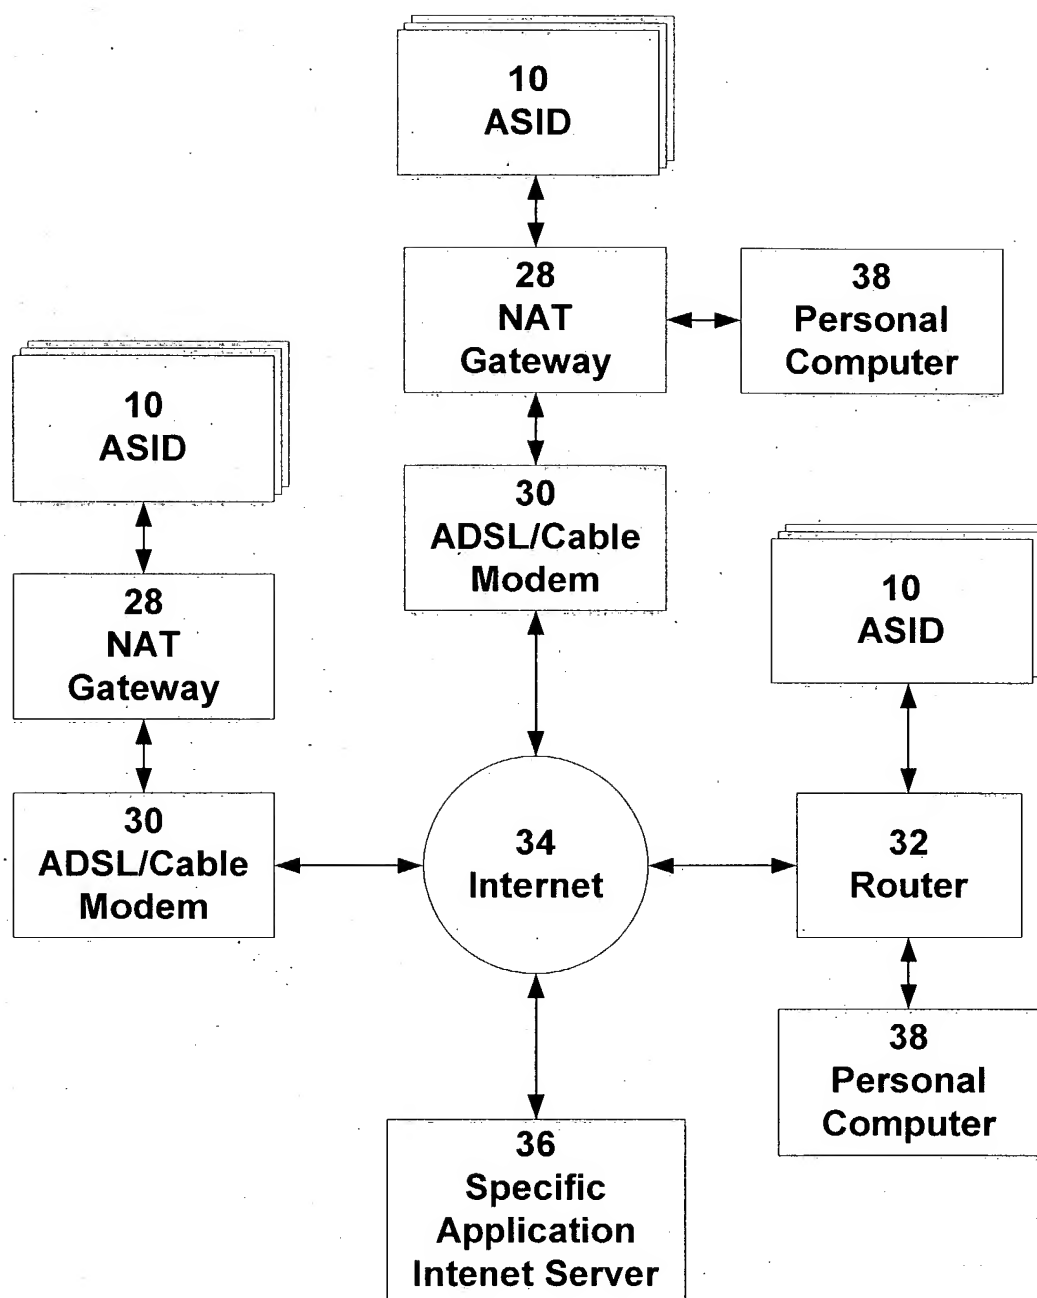 10
ASID
28
NAT
Gateway
38
Personal
Computer
10
ASID
30
ADSL/Cable
Modem
10
ASID
28
NAT
Gateway
30
ADSL/Cable
Modem
34
Internet
32
Router
38
Personal
Computer
36
Specific
Application
Intenet Server